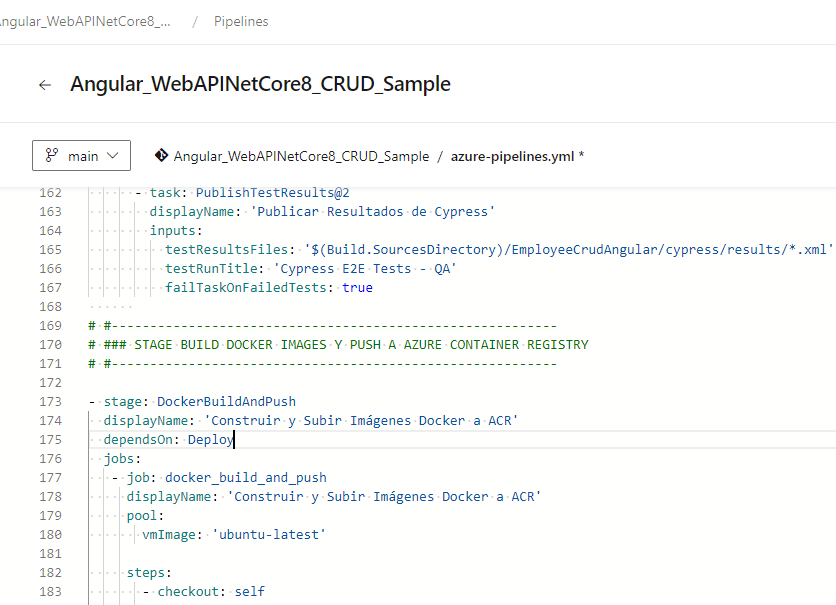 Angular_WebAPINetCore8_... / Pipelines
← Angular_WebAPINetCore8_CRUD_Sample
main Angular_WebAPINetCore8_CRUD_Sample / azure-pipelines.yml *
162 - task: PublishTestResults@2
163 displayName: 'Publicar Resultados de Cypress'
164 inputs:
165 testResultsFiles: '$(Build.SourcesDirectory)/EmployeeCrudAngular/cypress/results/*.xml'
166 testRunTitle: 'Cypress E2E Tests - QA'
167 failTaskOnFailedTests: true
168
169 # #---------------------------------------------------------
170 # ### STAGE BUILD DOCKER IMAGES Y PUSH A AZURE CONTAINER REGISTRY
171 # #---------------------------------------------------------
172
173 - stage: DockerBuildAndPush
174 displayName: 'Construir y Subir Imágenes Docker a ACR'
175 dependsOn: Deploy
176 jobs:
177 - job: docker_build_and_push
178 displayName: 'Construir y Subir Imágenes Docker a ACR'
179 pool:
180 vmImage: 'ubuntu-latest'
181
182 steps:
183 - checkout: self